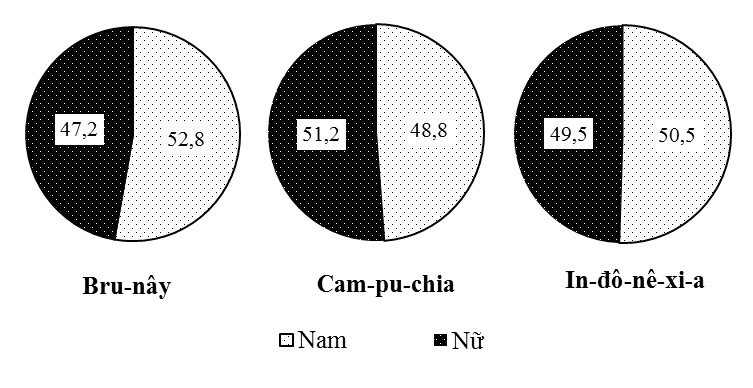 47,2 52,8 51,2 48,8 49,5 50,5
Bru-nây Cam-pu-chia In-đô-nê-xi-a
Nam Nữ